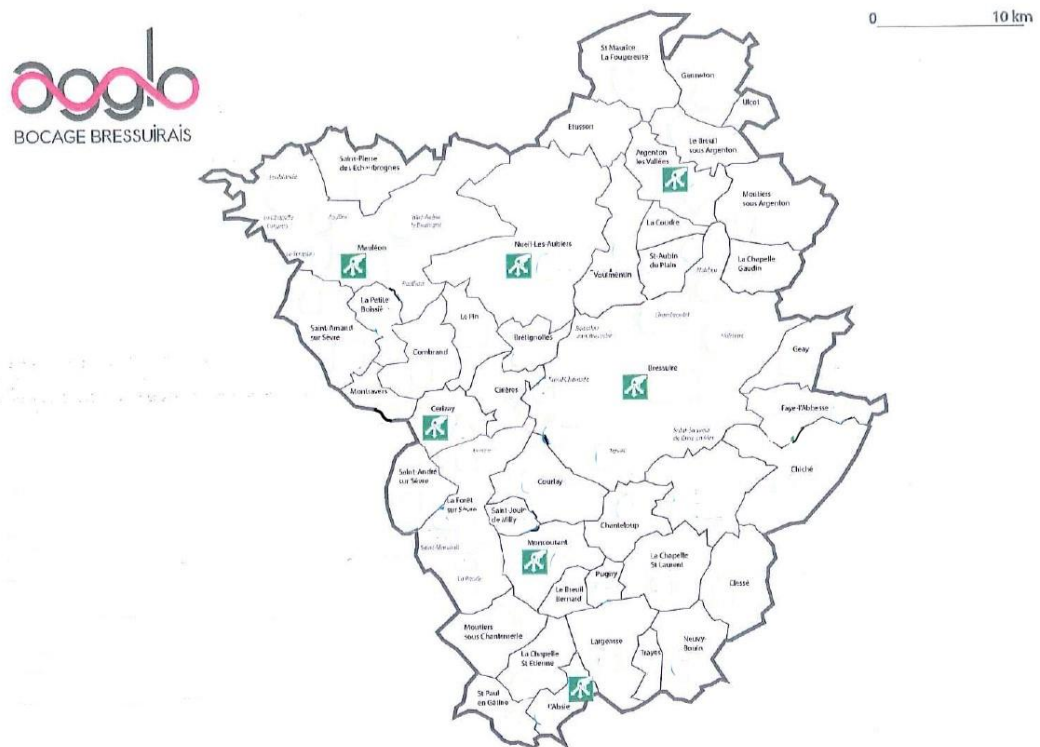 agglo
BOCAGE BRESSUIRAIS
0 10 km
St Maurice
La Fougereuse
Genneton
Ulcot
Etusson
Le Breuil
sous Argenton
Argenton
les Vallées
Saint-Pierre
des Echaubrognes
Moutiers
sous Argenton
La Coudre
Mauléon
Nueil-Les-Aubiers
Voulmentin
St-Aubin
du Plain
La Chapelle
Gaudin
La Petite
Boissière
Saint-Amand
sur Sèvre
Le Pin
Combrand
Brétignolles
Geay
Bressuire
Montravers
Cirières
Cerizay
Faye-l'Abbesse
Chiché
Saint-André
sur Sèvre
Courlay
La Forêt
sur Sèvre
Saint-Jouin
de Milly
Chanteloup
Moncoutant
La Chapelle
St Laurent
Pugny
Clessé
Le Breuil
Bernard
Moutiers
sous Chantemerle
Largeasse
Neuvy-
Bouin
Trayes
La Chapelle
St Etienne
St Paul
en Gâtine
l'Absie